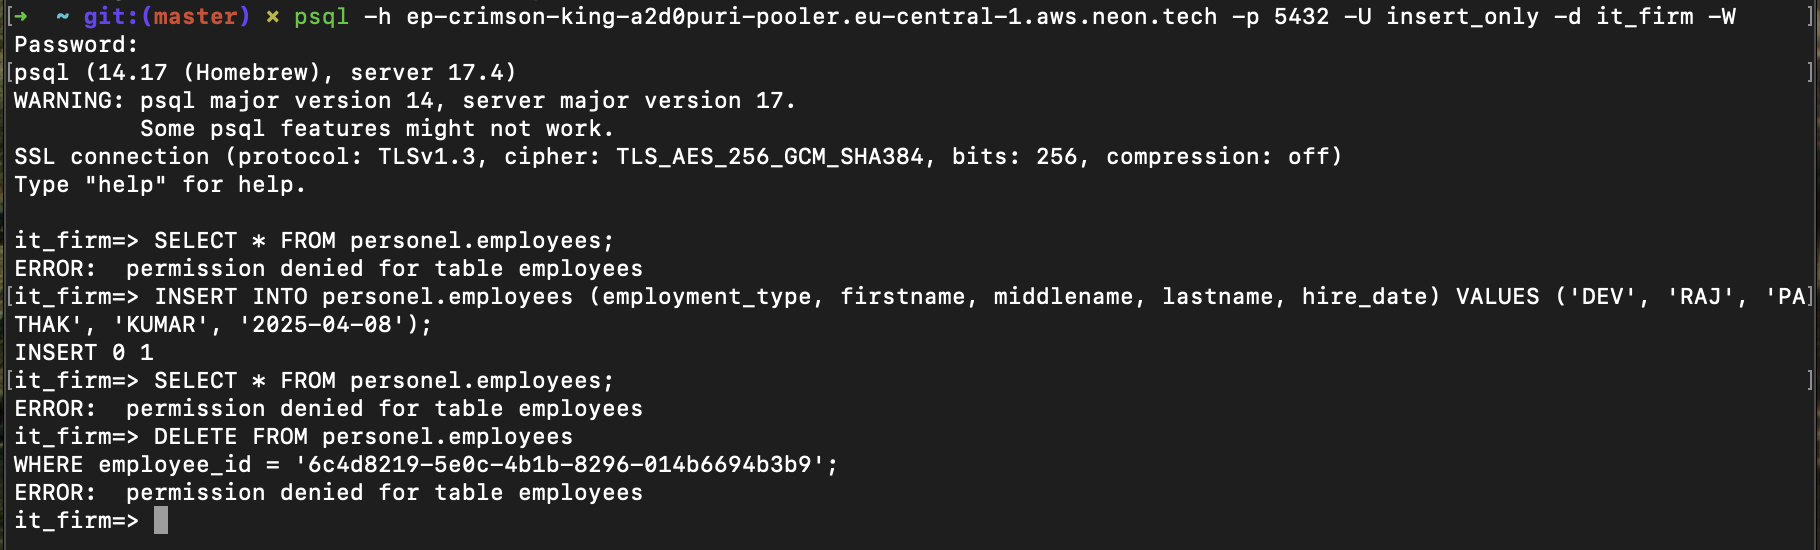 ➜  ~ git:(master) ✗ psql -h ep-crimson-king-a2d0puri-pooler.eu-central-1.aws.neon.tech -p 5432 -U insert_only -d it_firm -W
Password:
psql (14.17 (Homebrew), server 17.4)
WARNING: psql major version 14, server major version 17.
         Some psql features might not work.
SSL connection (protocol: TLSv1.3, cipher: TLS_AES_256_GCM_SHA384, bits: 256, compression: off)
Type "help" for help.

it_firm=> SELECT * FROM personel.employees;
ERROR:  permission denied for table employees
it_firm=> INSERT INTO personel.employees (employment_type, firstname, middlename, lastname, hire_date) VALUES ('DEV', 'RAJ', 'PA
THAK', 'KUMAR', '2025-04-08');
INSERT 0 1
it_firm=> SELECT * FROM personel.employees;
ERROR:  permission denied for table employees
it_firm=> DELETE FROM personel.employees
WHERE employee_id = '6c4d8219-5e0c-4b1b-8296-014b6694b3b9';
ERROR:  permission denied for table employees
it_firm=>